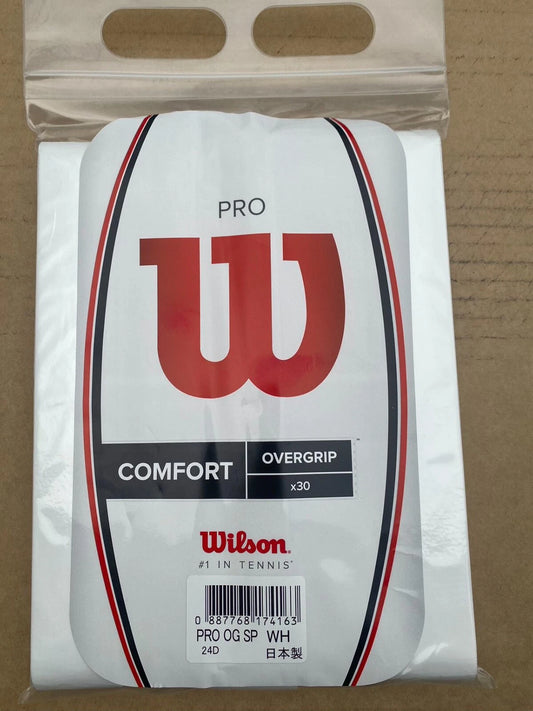 PRO
W
COMFORT
OVERGRIP
x30
™
Wilson®
#1 IN TENNIS*
0 887768 174163
PRO OG SP WH
24D 日本製